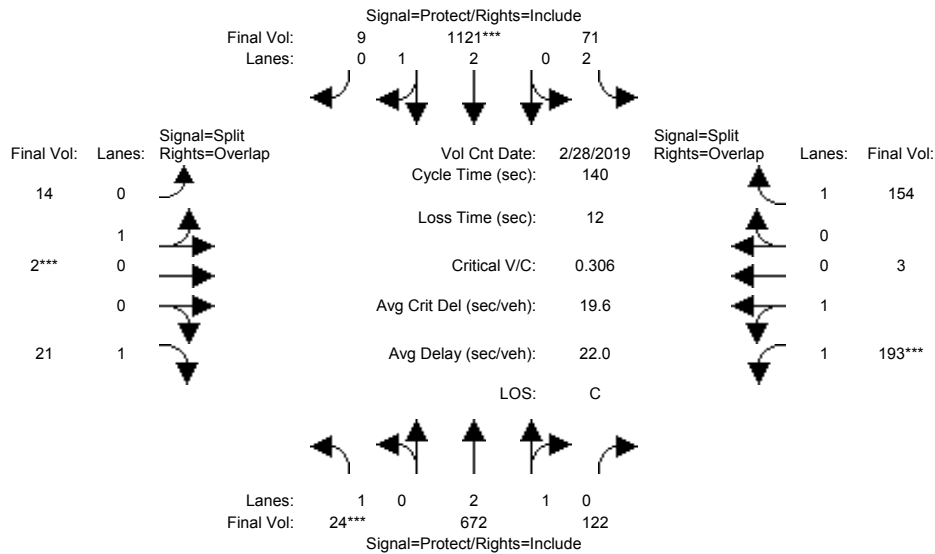 Signal=Protect/Rights=Include
Final Vol: 9 1121*** 71
Lanes: 0 1 2 0 2
Signal=Split Signal=Split
Final Vol: Lanes: Rights=Overlap Vol Cnt Date: 2/28/2019 Rights=Overlap Lanes: Final Vol:
Cycle Time (sec): 140
14 0 1 154
Loss Time (sec): 12
1 0
2*** 0 Critical V/C: 0.306 0 3
0 Avg Crit Del (sec/veh): 19.6 1
21 1 Avg Delay (sec/veh): 22.0 1 193***
LOS: C
Lanes: 1 0 2 1 0
Final Vol: 24*** 672 122
Signal=Protect/Rights=Include